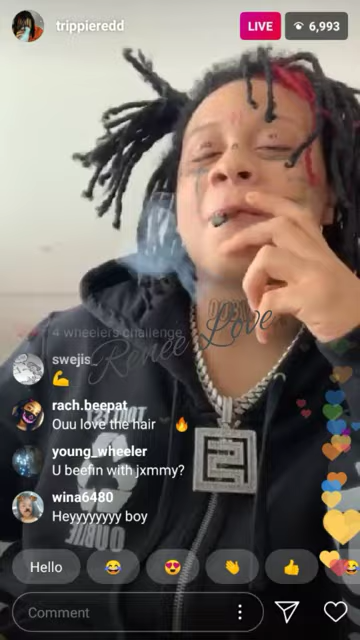 trippieredd
LIVE
6,993
4 wheelers challenge
Renée Love
swejis
💪
rach.beepat
Ouu love the hair 🔥
young_wheeler
U beefin with jxmmy?
wina6480
Heyyyyyyy boy
Hello 😂 😍 👏 👍
Comment